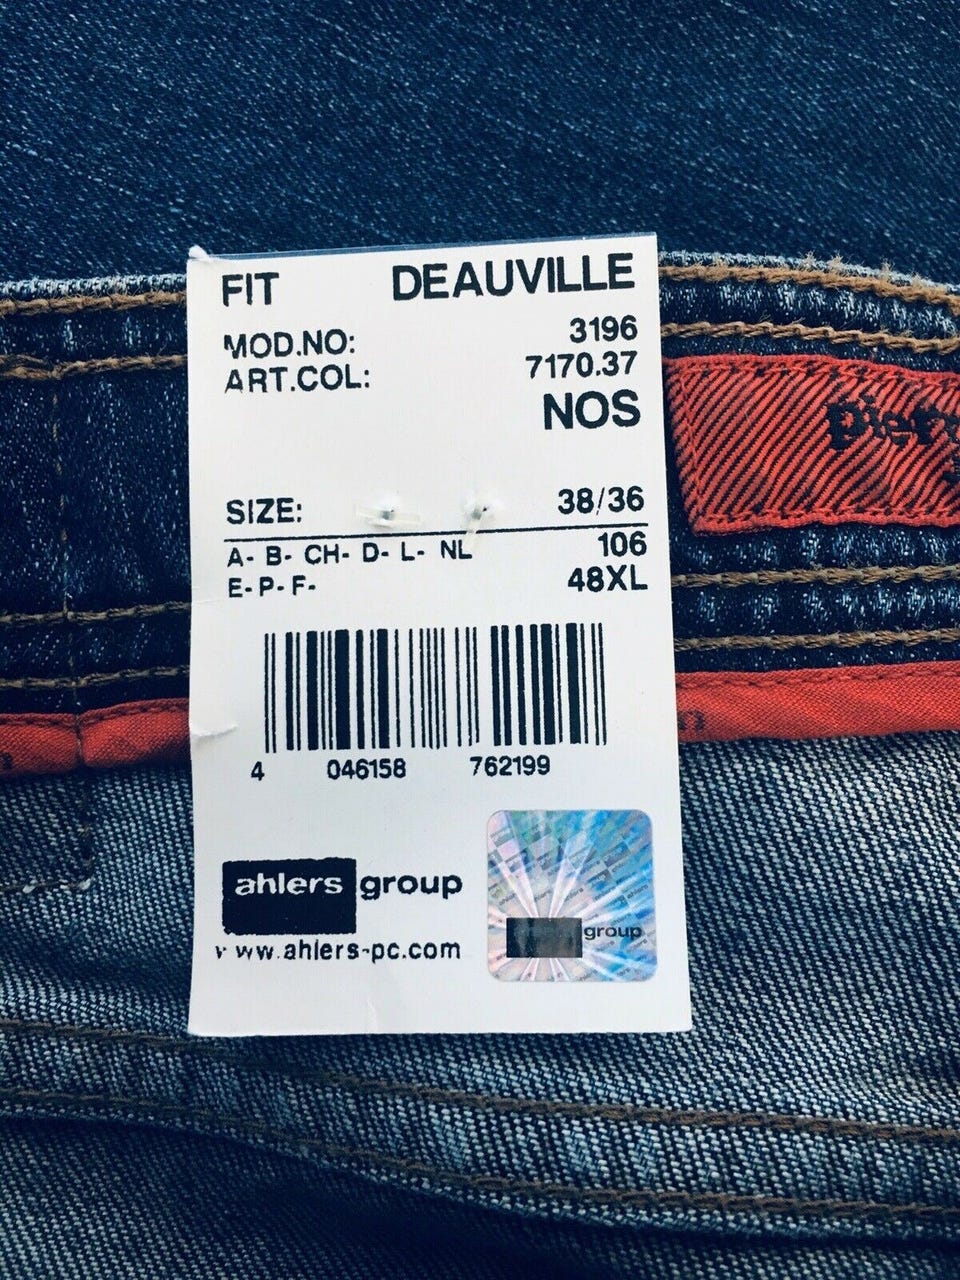 FIT DEAUVILLE
MOD.NO: 3196
ART.COL: 7170.37
NOS
SIZE: 38/36
A- B- CH- D- L- NL 106
E- P- F- 48XL
4 046158 762199
ahlers group
www.ahlers-pc.com
group